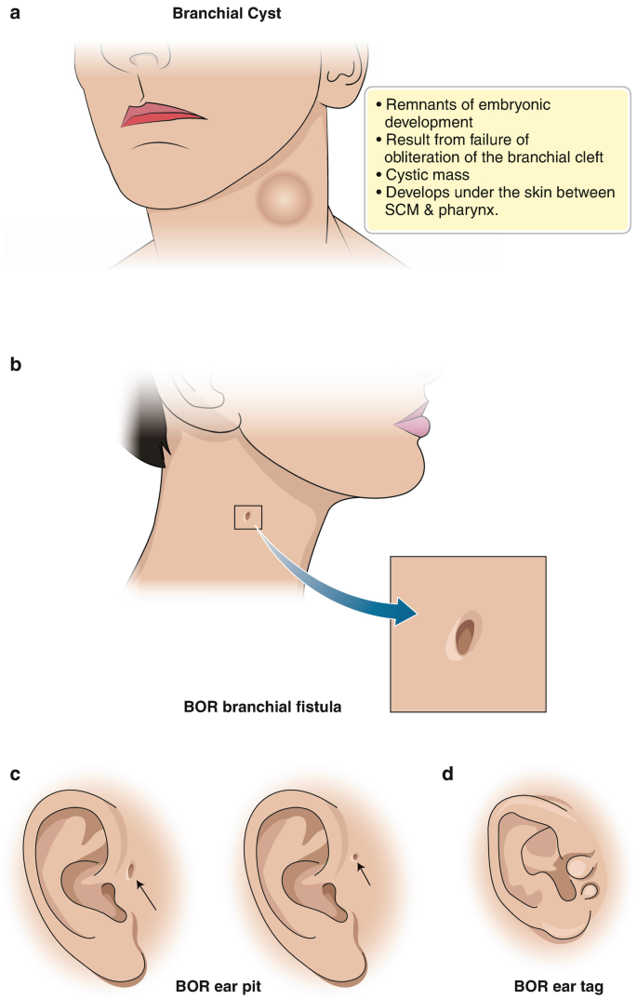 a
Branchial Cyst
• Remnants of embryonic
development
• Result from failure of
obliteration of the branchial cleft
• Cystic mass
• Develops under the skin between
SCM & pharynx.
b
BOR branchial fistula
c
d
BOR ear pit
BOR ear tag